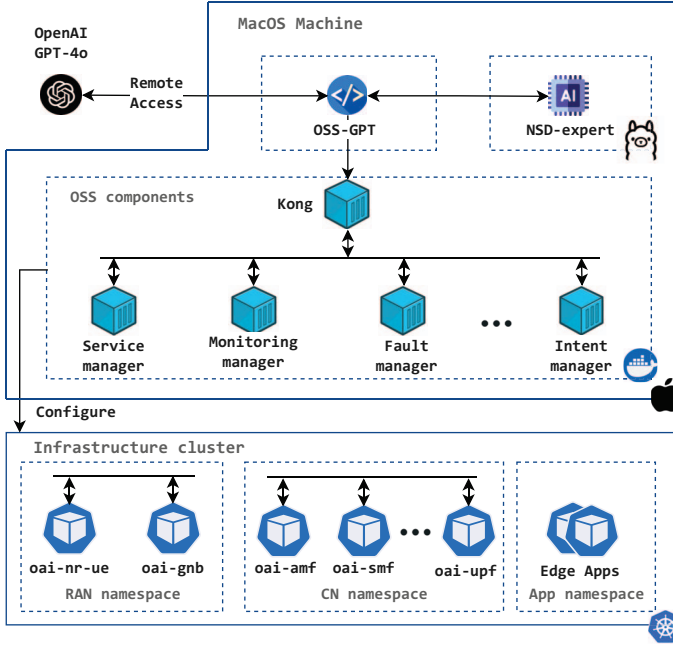 MacOS Machine
OpenAI
GPT-4o
Remote
Access
</>
OSS-GPT
AI
NSD-expert
OSS components
Kong
Service
manager
Monitoring
manager
Fault
manager
Intent
manager
Configure
Infrastructure cluster
oai-nr-ue
oai-gnb
RAN namespace
oai-amf
oai-smf
oai-upf
CN namespace
Edge Apps
App namespace